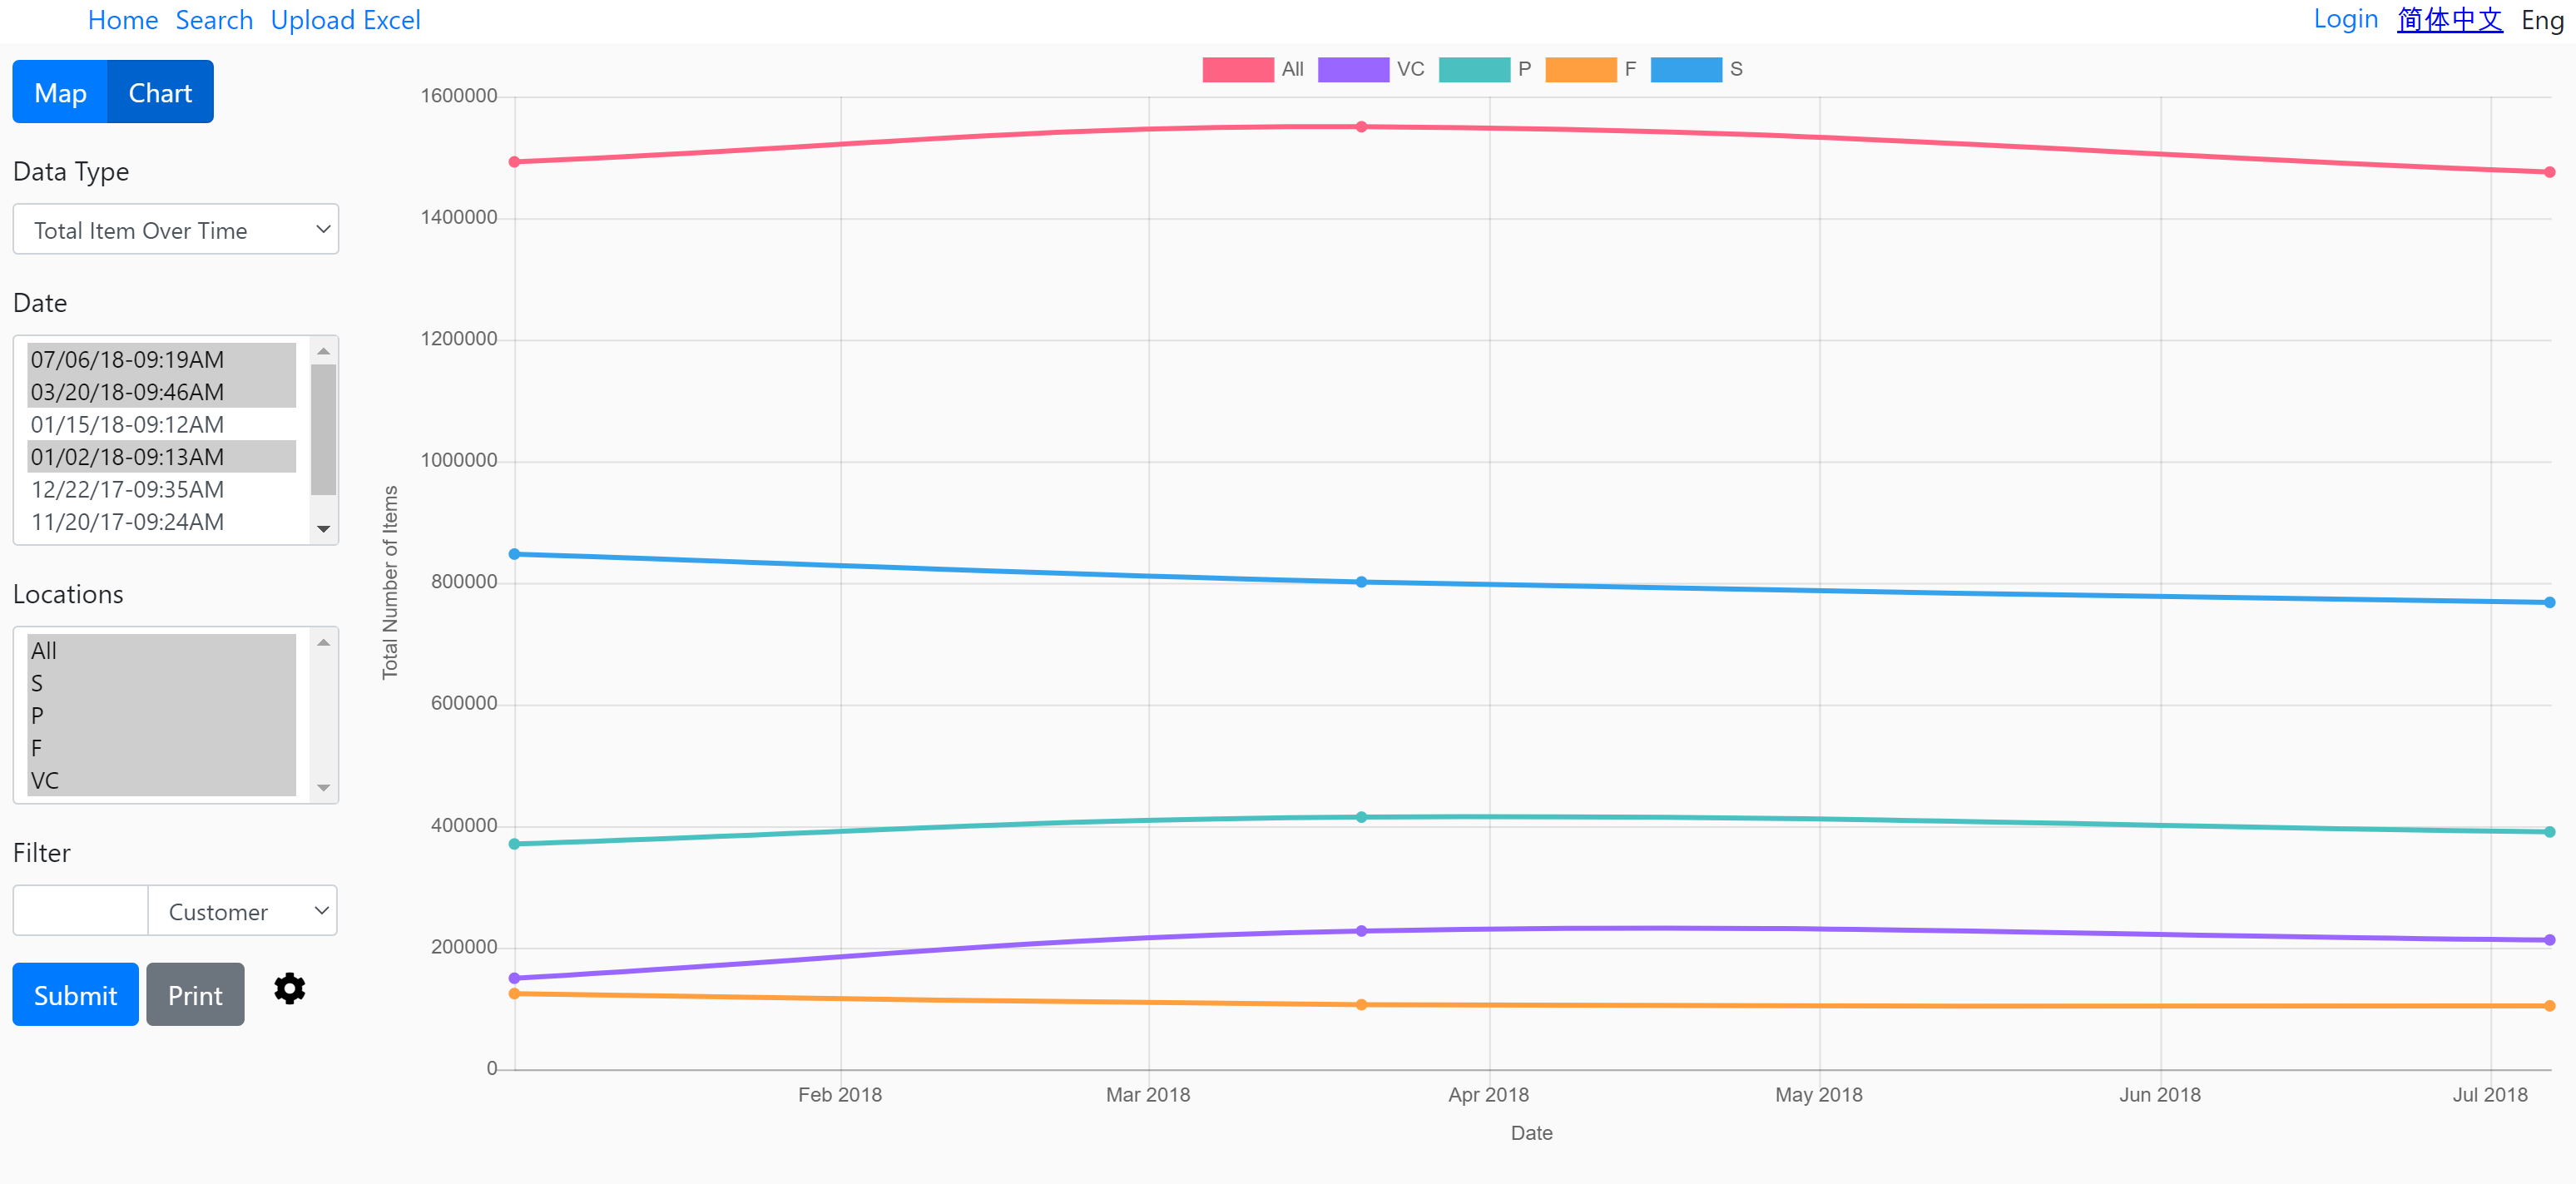 Home Search Upload Excel
Login 简体中文 Eng
Map Chart
Data Type
Total Item Over Time
Date
07/06/18-09:19AM
03/20/18-09:46AM
01/15/18-09:12AM
01/02/18-09:13AM
12/22/17-09:35AM
11/20/17-09:24AM
Locations
All
S
P
F
VC
Filter
Customer
Submit Print
All VC P F S
1600000
1400000
1200000
1000000
800000
600000
400000
200000
0
Total Number of Items
Feb 2018 Mar 2018 Apr 2018 May 2018 Jun 2018 Jul 2018
Date